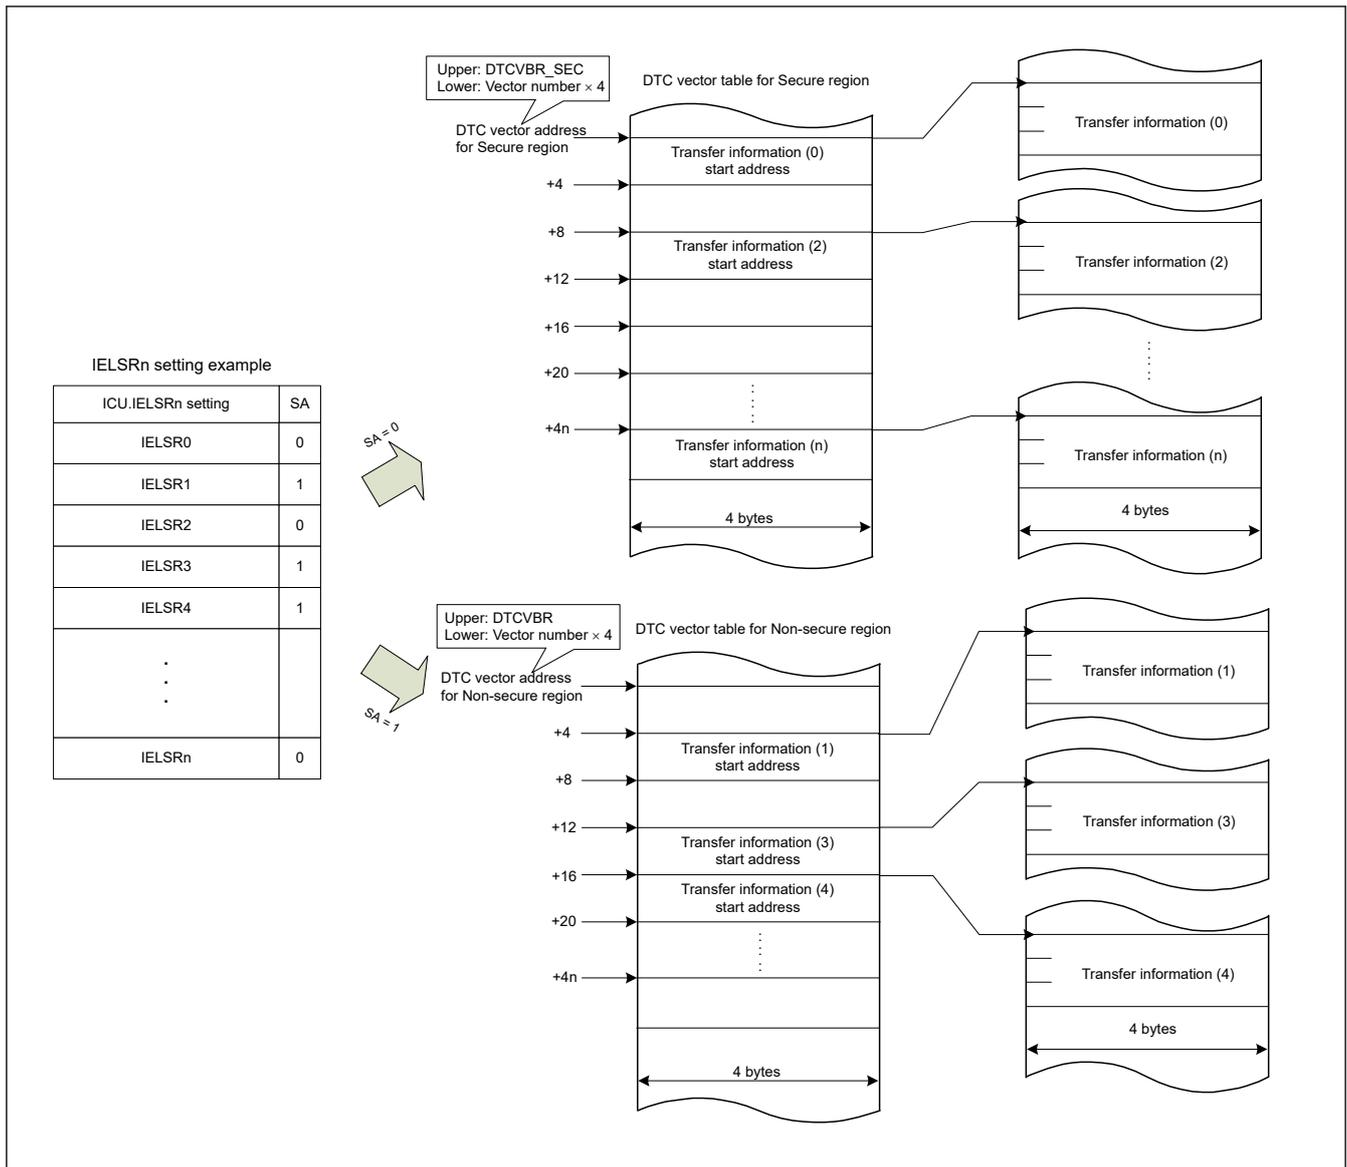 Upper: DTCVBR_SEC
Lower: Vector number × 4
DTC vector table for Secure region
DTC vector address
for Secure region
Transfer information (0)
start address
+4
+8
Transfer information (2)
start address
+12
+16
+20
+4n
Transfer information (n)
start address
4 bytes
Transfer information (0)
Transfer information (2)
Transfer information (n)
4 bytes
IELSRn setting example
ICU.IELSRn setting SA
IELSR0 0
IELSR1 1
IELSR2 0
IELSR3 1
IELSR4 1
IELSRn 0
SA = 0
SA = 1
Upper: DTCVBR
Lower: Vector number × 4
DTC vector table for Non-secure region
DTC vector address
for Non-secure region
+4
Transfer information (1)
start address
+8
+12
Transfer information (3)
start address
+16
Transfer information (4)
start address
+20
+4n
4 bytes
Transfer information (1)
Transfer information (3)
Transfer information (4)
4 bytes